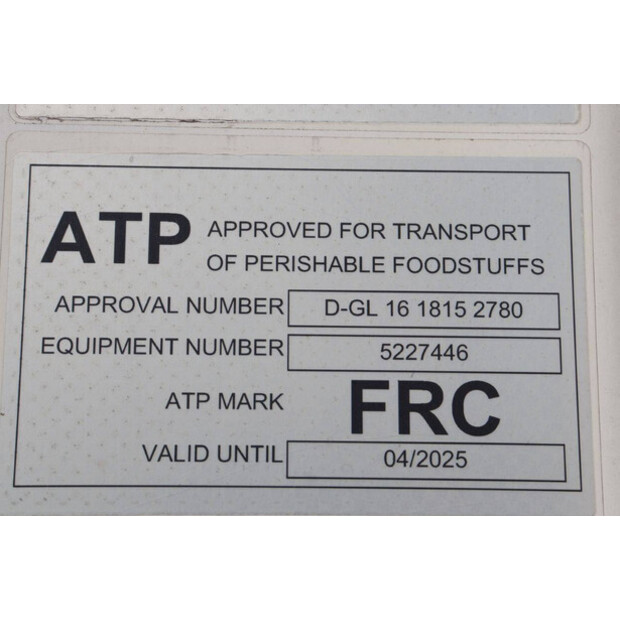 ATP APPROVED FOR TRANSPORT
OF PERISHABLE FOODSTUFFS
APPROVAL NUMBER D-GL 16 1815 2780
EQUIPMENT NUMBER 5227446
ATP MARK FRC
VALID UNTIL 04/2025